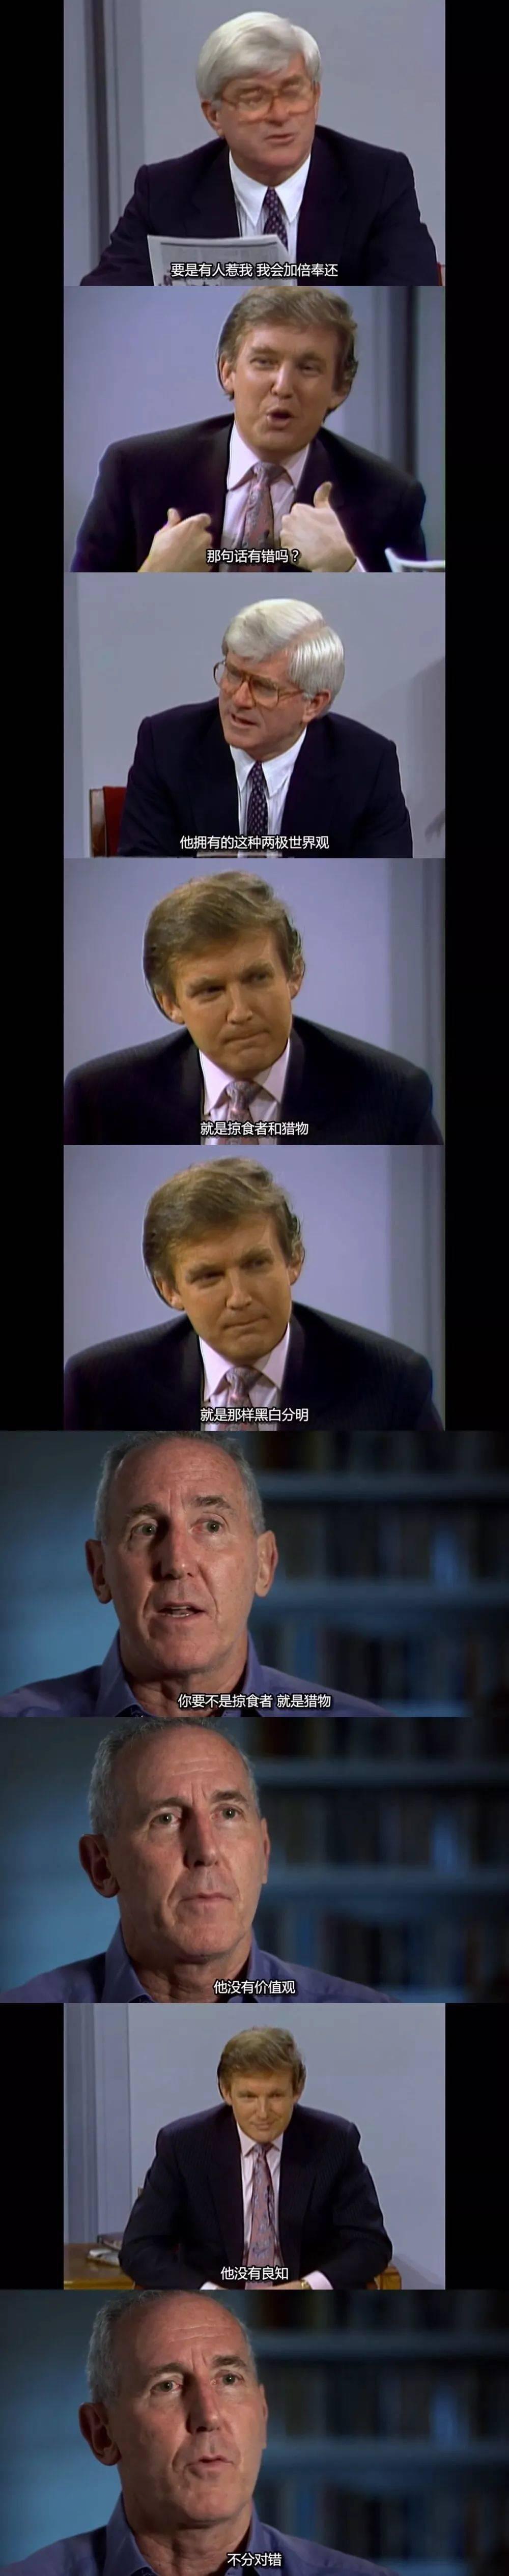 要是有人惹我 我会加倍奉还
那句话有错吗？
他拥有的这种两极世界观
就是掠食者和猎物
就是那样黑白分明
你要不是掠食者 就是猎物
他没有价值观
他没有良知
不分对错